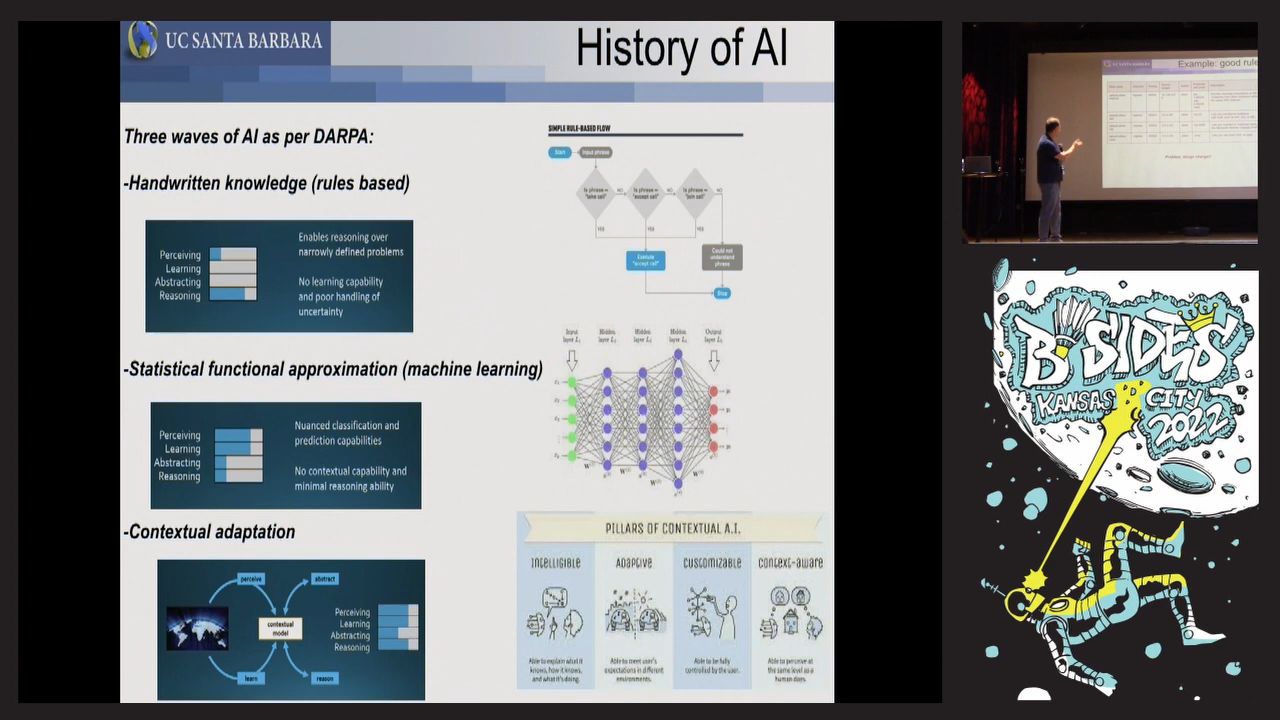 UC SANTA BARBARA
History of AI
Three waves of AI as per DARPA:
-Handwritten knowledge (rules based)
Perceiving
Learning
Abstracting
Reasoning
Enables reasoning over
narrowly defined problems
No learning capability
and poor handling of
uncertainty
-Statistical functional approximation (machine learning)
Perceiving
Learning
Abstracting
Reasoning
Nuanced classification and
prediction capabilities
No contextual capability and
minimal reasoning ability
-Contextual adaptation
perceive
abstract
contextual
model
learn
reason
Perceiving
Learning
Abstracting
Reasoning
SIMPLE RULE-BASED FLOW
Start
Input phrase
Is phrase =
"take call"
NO
Is phrase =
"accept call"
NO
Is phrase =
"join call"
NO
YES
YES
YES
Execute
"accept call"
Could not
understand
phrase
Stop
Input
layer L₁
Hidden
layer
Hidden
layer
Hidden
layer
Output
layer
PILLARS OF CONTEXTUAL A.I.
INTELLIGIBLE
Able to explain what it
knows, how it knows,
and what it's doing.
ADAPTIVE
Able to meet user's
expectations in different
environments.
CUSTOMIZABLE
Able to be fully
controlled by the user.
CONTEXT-AWARE
Able to perceive at
the same level as a
human does.
UC SANTA BARBARA
Example: good rule
Problem:
BSIDES
KANSAS CITY
2022